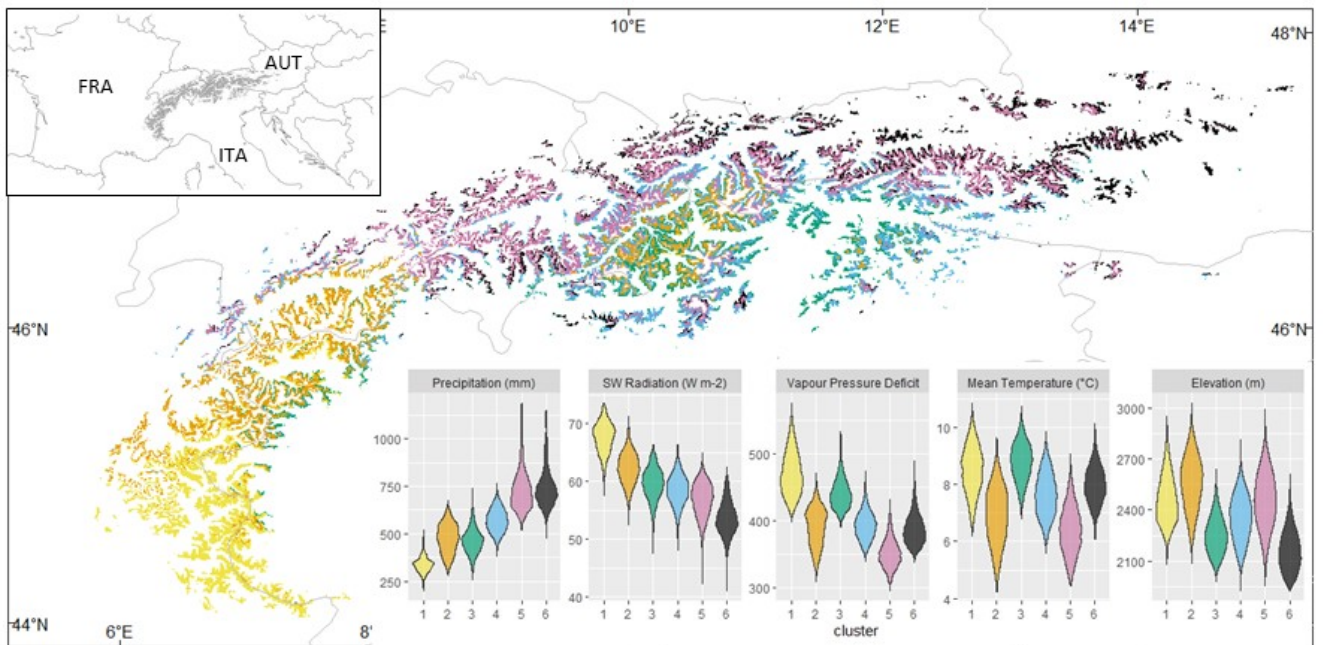 E 10°E 12°E 14°E
48°N
FRA AUT
ITA
46°N 46°N
Precipitation (mm) SW Radiation (W m-2) Vapour Pressure Deficit Mean Temperature (°C) Elevation (m)
1000 750 500 250
70 60 50 40
500 400 300
10 8 6 4
3000 2700 2400 2100
1 2 3 4 5 6 1 2 3 4 5 6 1 2 3 4 5 6 1 2 3 4 5 6 1 2 3 4 5 6
cluster
44°N
6°E 8°